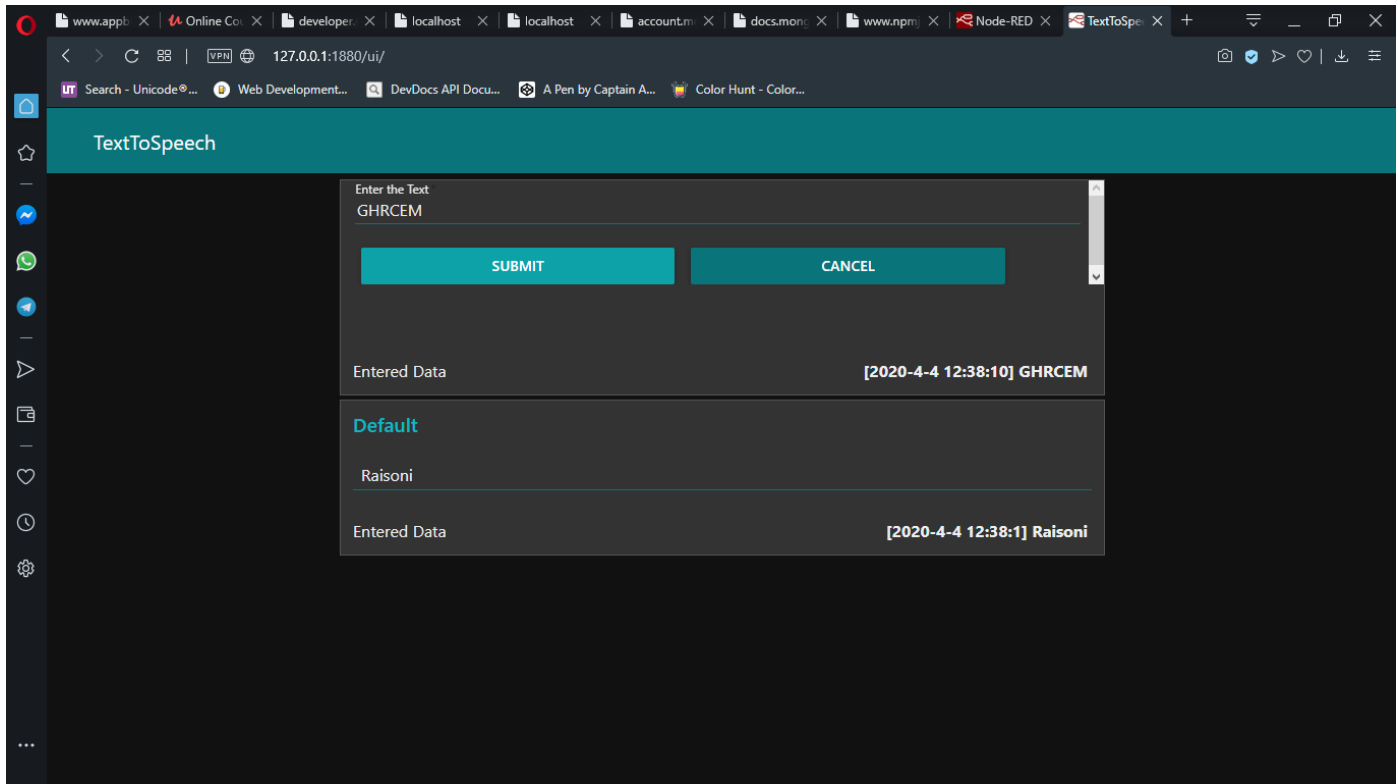 www.appb Online Cou developer. localhost localhost account.m docs.mong www.npmj Node-RED TextToSpe
VPN 127.0.0.1:1880/ui/
UT Search - Unicode®... Web Development... DevDocs API Docu... A Pen by Captain A... Color Hunt - Color...
TextToSpeech
Enter the Text
GHRCEM
SUBMIT CANCEL
Entered Data [2020-4-4 12:38:10] GHRCEM
Default
Raisoni
Entered Data [2020-4-4 12:38:1] Raisoni